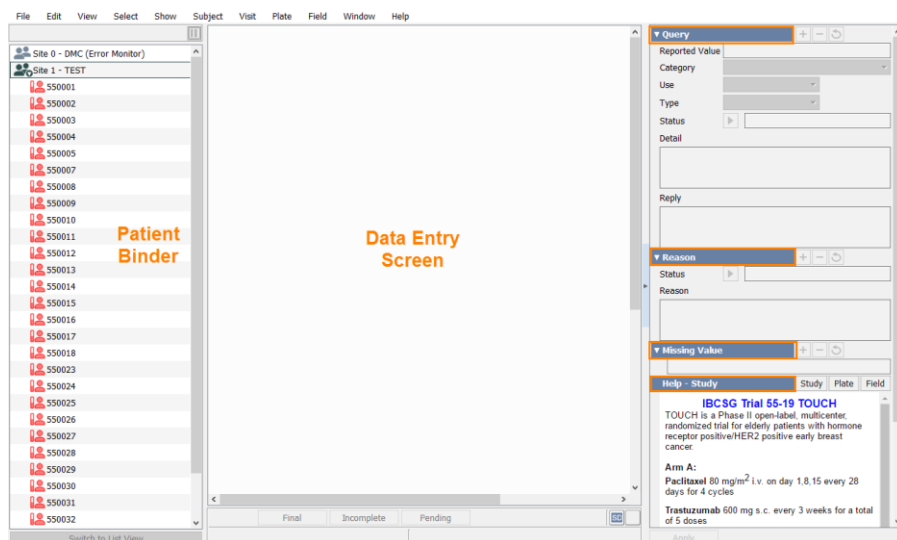 File Edit View Select Show Subject Visit Plate Field Window Help
Site 0 - DMC (Error Monitor)
Site 1 - TEST
550001
550002
550003
550004
550005
550007
550008
550009
550010
550011
550012
550013
550014
550015
550016
550017
550018
550023
550024
550025
550026
550027
550028
550029
550030
550031
550032
Switch to List View
Patient
Binder
Data Entry
Screen
Final Incomplete Pending
Query
Reported Value
Category
Use
Type
Status
Detail
Reply
Reason
Status
Reason
Missing Value
Help - Study Study Plate Field
IBCSG Trial 55-19 TOUCH
TOUCH is a Phase II open-label, multicenter,
randomized trial for elderly patients with hormone
receptor positive/HER2 positive early breast
cancer.
Arm A:
Paclitaxel 80 mg/m2 i.v. on day 1,8,15 every 28
days for 4 cycles
Trastuzumab 600 mg s.c. every 3 weeks for a total
of 5 doses
Apply